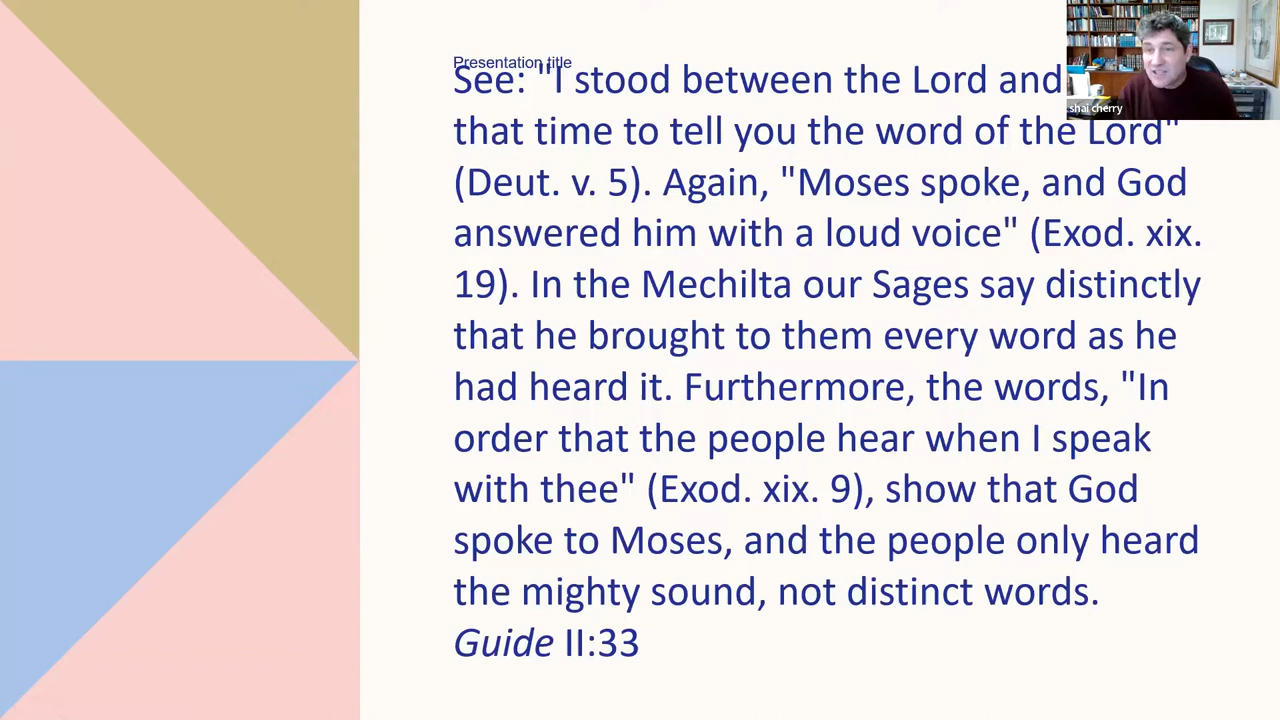 Presentation title
See: "I stood between the Lord and
that time to tell you the word of the Lord"
(Deut. v. 5). Again, "Moses spoke, and God
answered him with a loud voice" (Exod. xix.
19). In the Mechilta our Sages say distinctly
that he brought to them every word as he
had heard it. Furthermore, the words, "In
order that the people hear when I speak
with thee" (Exod. xix. 9), show that God
spoke to Moses, and the people only heard
the mighty sound, not distinct words.
Guide II:33
shai cherry